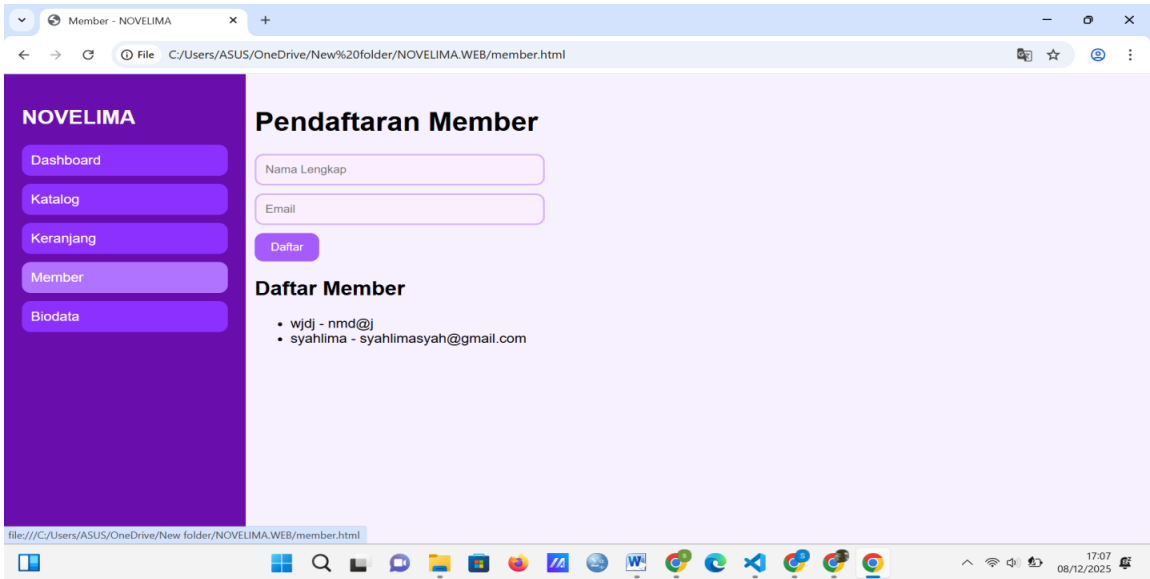 Member - NOVELIMA
File C:/Users/ASUS/OneDrive/New%20folder/NOVELIMA.WEB/member.html
NOVELIMA
Dashboard
Katalog
Keranjang
Member
Biodata
Pendaftaran Member
Nama Lengkap
Email
Daftar
Daftar Member
• wjdj - nmd@j
• syahlima - syahlimasyah@gmail.com
file:///C:/Users/ASUS/OneDrive/New folder/NOVELIMA.WEB/member.html
17:07
08/12/2025